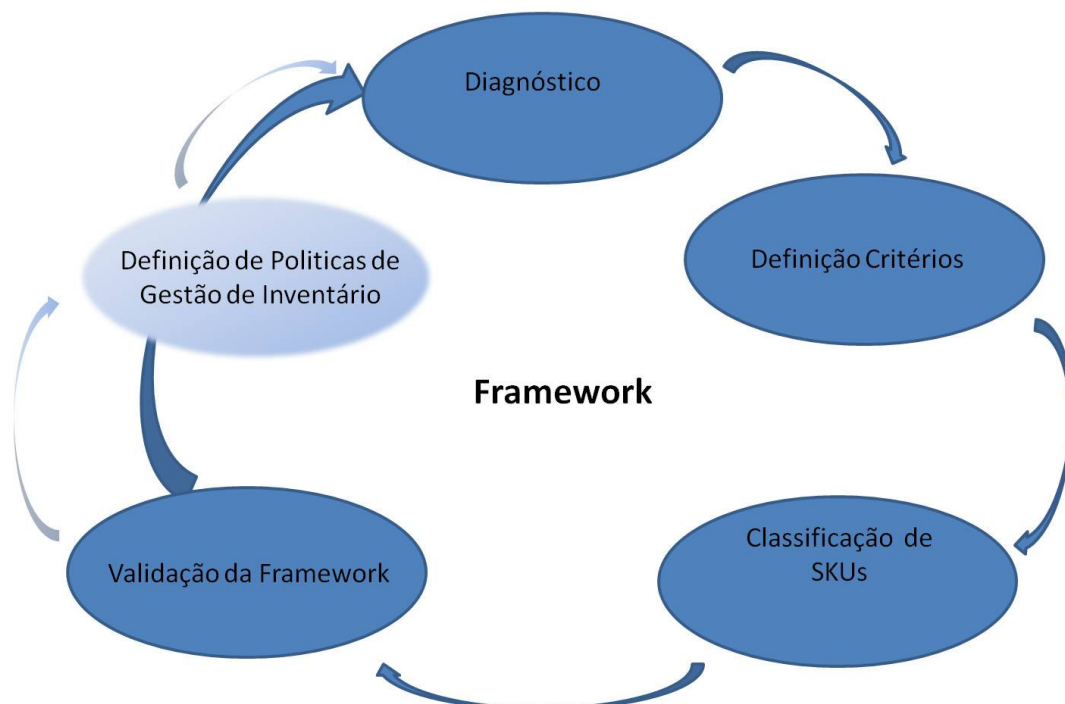 Diagnóstico
Definição Critérios
Classificação de
SKUs
Validação da Framework
Definição de Politicas de
Gestão de Inventário
Framework